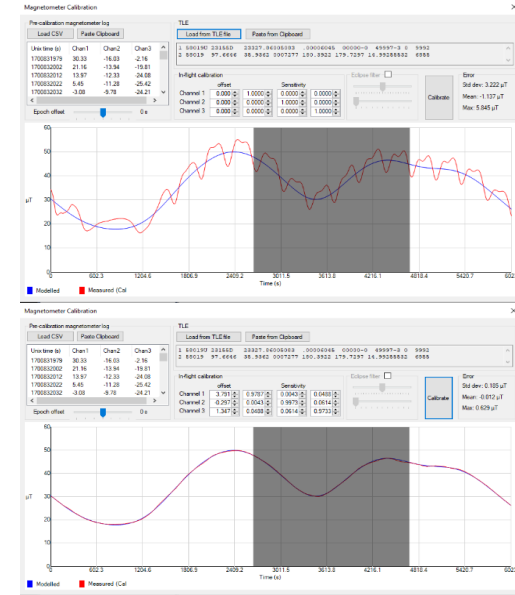 Magnetometer Calibration
Pre-calibration magnetometer log
Load CSV Paste Clipboard
Unix time (s) Chan1 Chan2 Chan3
1700831979 30.33 -16.03 -2.16
1700832002 21.16 -13.94 -19.81
1700832012 13.97 -12.33 -24.08
1700832022 5.45 -11.28 -25.42
1700832032 -3.08 -9.78 -24.21
Epoch offset 0 s
TLE
Load from TLE file Paste from Clipboard
In-flight calibration
offset Sensitivity
Channel 1 0.000 1.0000 0.0000 0.0000
Channel 2 0.000 0.0000 1.0000 0.0000
Channel 3 0.000 0.0000 0.0000
Eclipse filter
Calibrate
Error
Std dev: 3.222 µT
Mean: -1.137 µT
Max: 5.845 µT
60
50
40
µT 30
20
10
0
0 602.3 1204.6 1806.9 2409.2 3011.5 3613.8 4216.1 4818.4 5420.7
Time (s)
Modelled Measured (Cal
Magnetometer Calibration
Pre-calibration magnetometer log
Load CSV Paste Clipboard
Unix time (s) Chan1 Chan2 Chan3
1700831979 30.33 -16.03 -2.16
1700832002 21.16 -13.94 -19.81
1700832012 13.97 -12.33 -24.08
1700832022 5.45 -11.28 -25.42
1700832032 -3.08 -9.78 -24.21
Epoch offset 0 s
TLE
Load from TLE file Paste from Clipboard
In-flight calibration
offset Sensitivity
Channel 1 3.791 0.9787 0.0043 0.0488
Channel 2 -0.297 0.0043 0.9973 0.0614
Channel 3 1.347 0.0488 0.0614 0.9733
Eclipse filter
Calibrate
Error
Std dev: 0.185 µT
Mean: -0.012 µT
Max: 0.629 µT
60
50
40
µT 30
20
10
0
0 602.3 1204.6 1806.9 2409.2 3011.5 3613.8 4216.1 4818.4 5420.7
Time (s)
Modelled Measured (Cal